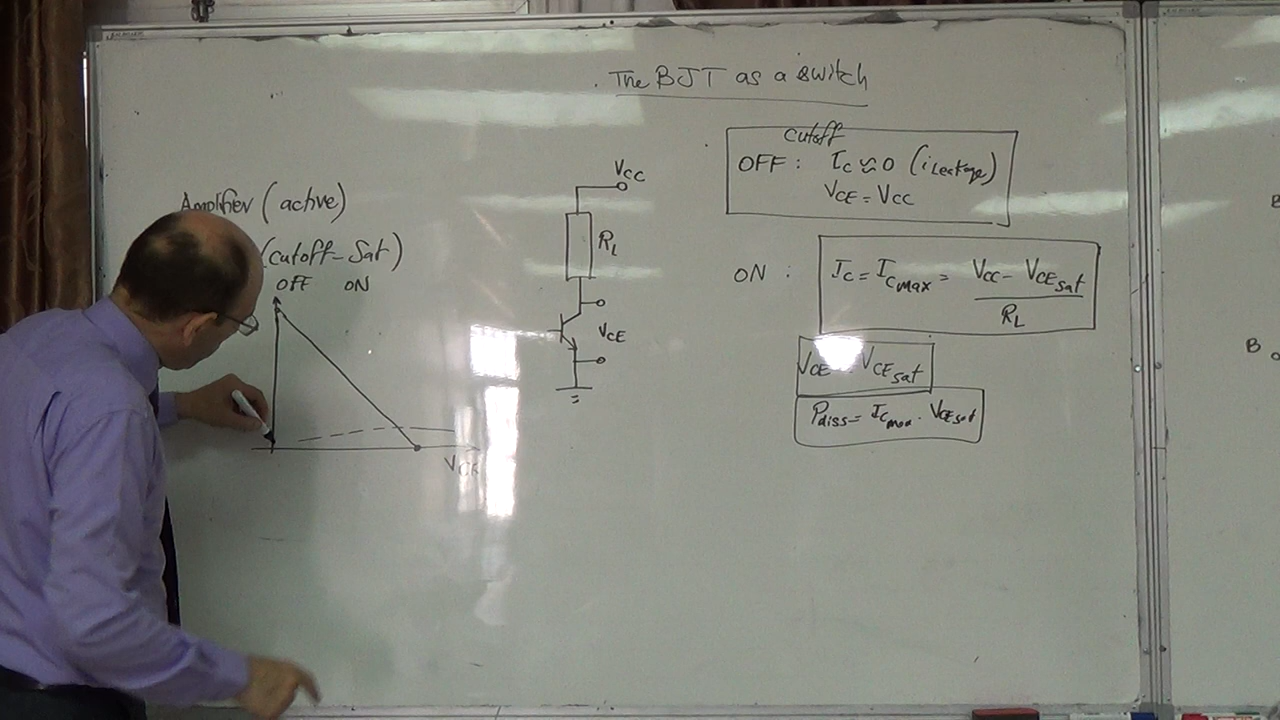 The BJT as a switch
Amplifier (active)
(cutoff-Sat)
OFF ON
VCE
VCC
RL
VCE
cutoff
OFF : IC ≈ 0 (iLeakage)
VCE = VCC
ON : IC = ICmax = VCC - VCEsat / RL
VCE = VCEsat
Pdiss = ICmax . VCEsat
B
B